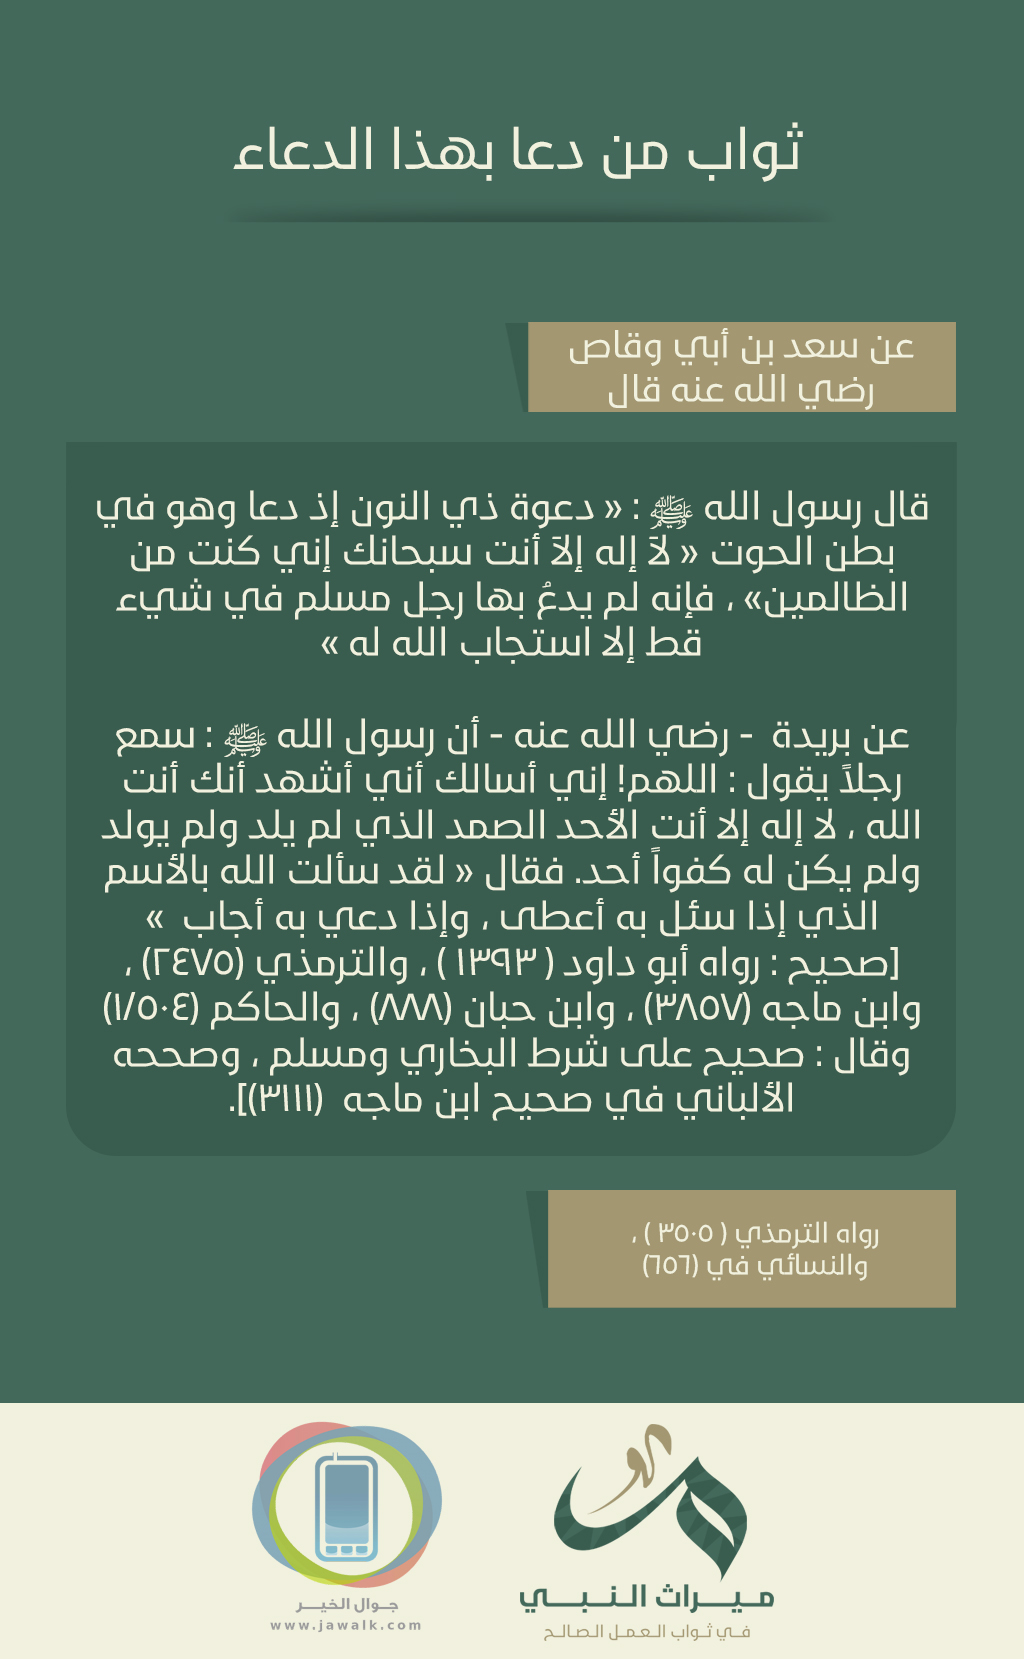 ثواب من دعا بهذا الدعاء
عن سعد بن أبي وقاص
رضي الله عنه قال
قال رسول الله ﷺ : « دعوة ذي النون إذ دعا وهو في
بطن الحوت « لآ إله إلآ أنت سبحانك إني كنت من
الظالمين» ، فإنه لم يدعُ بها رجل مسلم في شيء
قط إلا استجاب الله له »
عن بريدة - رضي الله عنه - أن رسول الله ﷺ : سمع
رجلاً يقول : اللهم! إني أسالك أني أشهد أنك أنت
الله ، لا إله إلا أنت الأحد الصمد الذي لم يلد ولم يولد
ولم يكن له كفواً أحد. فقال « لقد سألت الله بالأسم
الذي إذا سئل به أعطى ، وإذا دعي به أجاب »
[صحيح : رواه أبو داود ( ١٣٩٣ ) ، والترمذي (٢٤٧٥) ،
وابن ماجه (٣٨٥٧) ، وابن حبان (٨٨٨) ، والحاكم (١/٥٠٤)
وقال : صحيح على شرط البخاري ومسلم ، وصححه
الألباني في صحيح ابن ماجه (٣١١١)].
رواه الترمذي ( ٣٥٠٥ ) ،
والنسائي في (٦٥٦)
ميراث النبي
في ثواب العمل الصالح
جوال الخير
www.jawalk.com